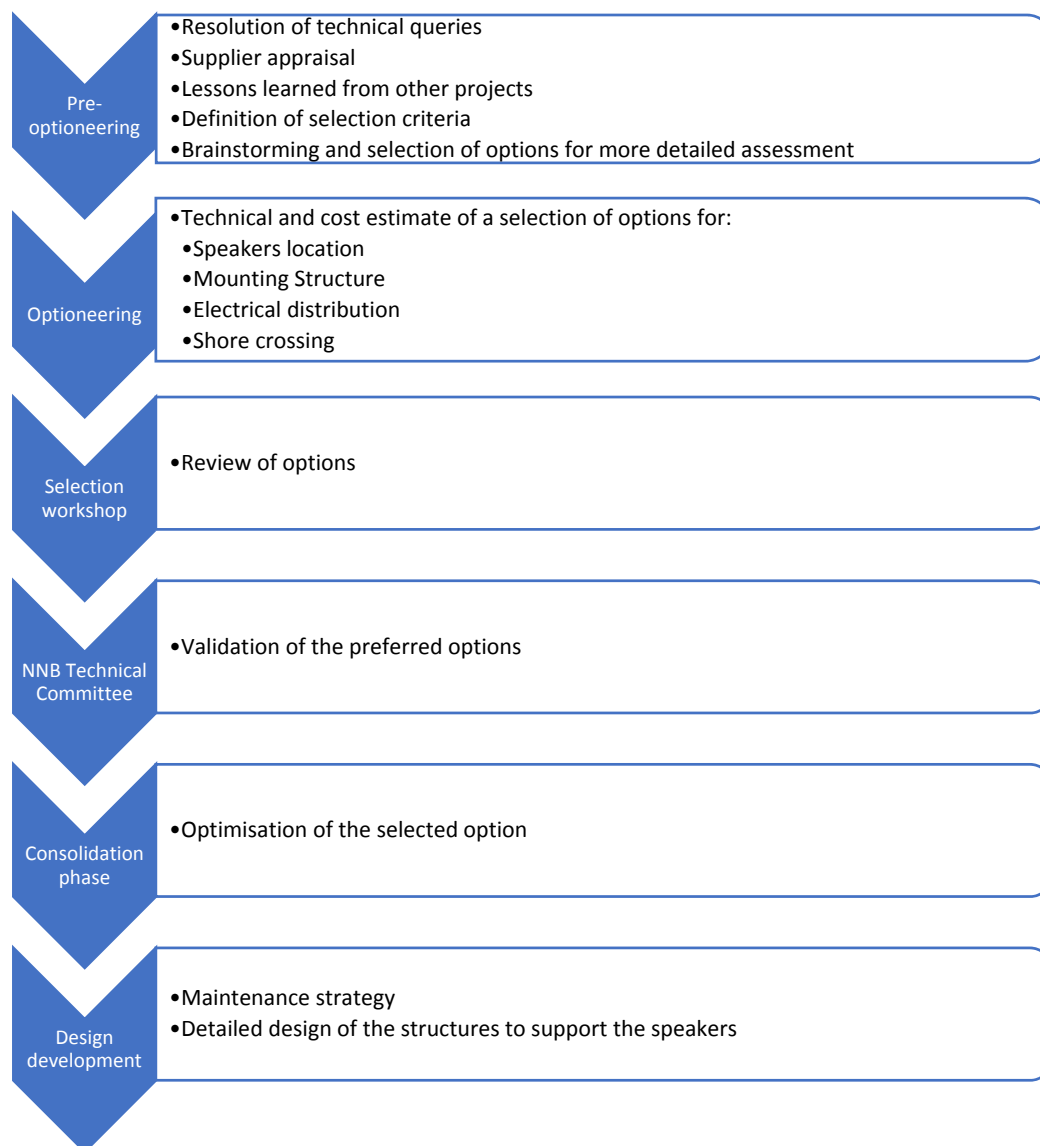 Pre-
optioneering
•Resolution of technical queries
•Supplier appraisal
•Lessons learned from other projects
•Definition of selection criteria
•Brainstorming and selection of options for more detailed assessment
Optioneering
•Technical and cost estimate of a selection of options for:
•Speakers location
•Mounting Structure
•Electrical distribution
•Shore crossing
Selection
workshop
•Review of options
NNB Technical
Committee
•Validation of the preferred options
Consolidation
phase
•Optimisation of the selected option
Design
development
•Maintenance strategy
•Detailed design of the structures to support the speakers